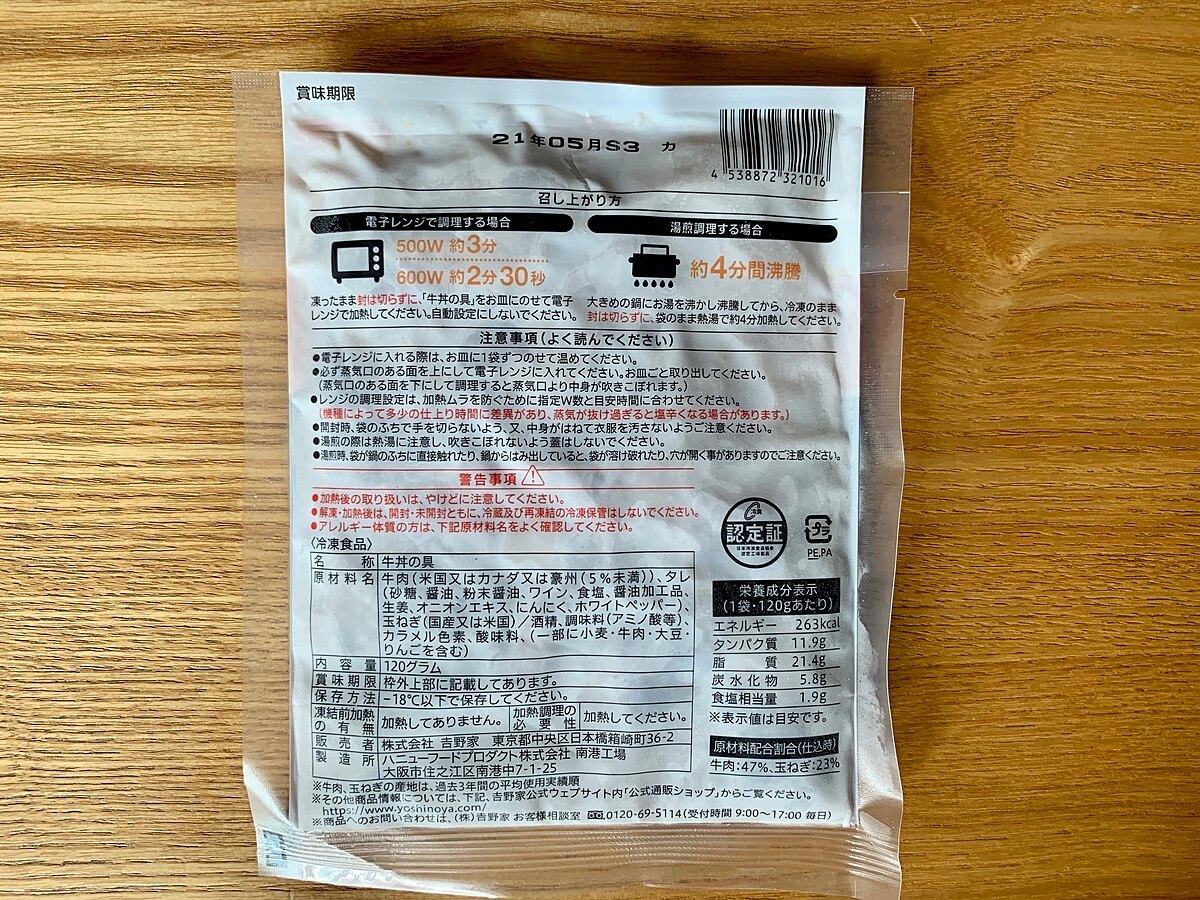 賞味期限
21年05月S3 カ
4 538872 321016
召し上がり方
電子レンジで調理する場合
500W 約3分
600W 約2分30秒
凍ったまま封は切らずに、「牛丼の具」をお皿にのせて電子
レンジで加熱してください。自動設定にしないでください。
湯煎調理する場合
約4分間沸騰
大きめの鍋にお湯を沸かし沸騰してから、冷凍のまま
封は切らずに、袋のまま熱湯で約4分加熱してください。
注意事項(よく読んでください)
●電子レンジに入れる際は、お皿に1袋ずつのせて温めてください。
●必ず蒸気口のある面を上にして電子レンジに入れてください。お皿ごと取り出してください。
(蒸気口のある面を下にして調理すると蒸気口より中身が吹きこぼれます。)
●レンジの調理設定は、加熱ムラを防ぐために指定W数と目安時間に合わせてください。
(機種によって多少の仕上り時間に差異があり、蒸気が抜け過ぎると塩辛くなる場合があります。)
●開封時、袋のふちで手を切らないよう、又、中身がはねて衣服を汚さないようご注意ください。
●湯煎の際は熱湯に注意し、吹きこぼれないよう蓋はしないでください。
●湯煎時、袋が鍋のふちに直接触れたり、鍋からはみ出していると、袋が溶け破れたり、穴が開く事がありますのでご注意ください。
警告事項
●加熱後の取り扱いは、やけどに注意してください。
●解凍・加熱後は、開封・未開封ともに、冷蔵及び再凍結の冷凍保管はしないでください。
●アレルギー体質の方は、下記原材料名をよく確認してください。
冷食
認定証
日本冷凍食品協会
認定工場製品
プラ
PE,PA
〈冷凍食品〉
名称 牛丼の具
原材料名 牛肉(米国又はカナダ又は豪州(5%未満))、タレ
(砂糖、醤油、粉末醤油、ワイン、食塩、醤油加工品、
生姜、オニオンエキス、にんにく、ホワイトペッパー)、
玉ねぎ(国産又は米国)/酒精、調味料(アミノ酸等)、
カラメル色素、酸味料、(一部に小麦・牛肉・大豆・
りんごを含む)
内容量 120グラム
賞味期限 枠外上部に記載してあります。
保存方法 −18℃以下で保存してください。
凍結前加熱の有無 加熱してありません。 加熱調理の必要性 加熱してください。
販売者 株式会社 吉野家 東京都中央区日本橋箱崎町36-2
製造所 ハニューフードプロダクト株式会社 南港工場
大阪市住之江区南港中7-1-25
栄養成分表示
(1袋・120gあたり)
エネルギー 263kcal
タンパク質 11.9g
脂質 21.4g
炭水化物 5.8g
食塩相当量 1.9g
※表示値は目安です。
原材料配合割合(仕込時)
牛肉:47%、玉ねぎ:23%
※牛肉、玉ねぎの産地は、過去3年間の平均使用実績順
※その他商品情報については、下記、吉野家公式ウェブサイト内「公式通販ショップ」からご覧ください。
https://www.yoshinoya.com/
※商品へのお問い合わせは、(株)吉野家 お客様相談室 0120-69-5114(受付時間 9:00〜17:00 毎日)